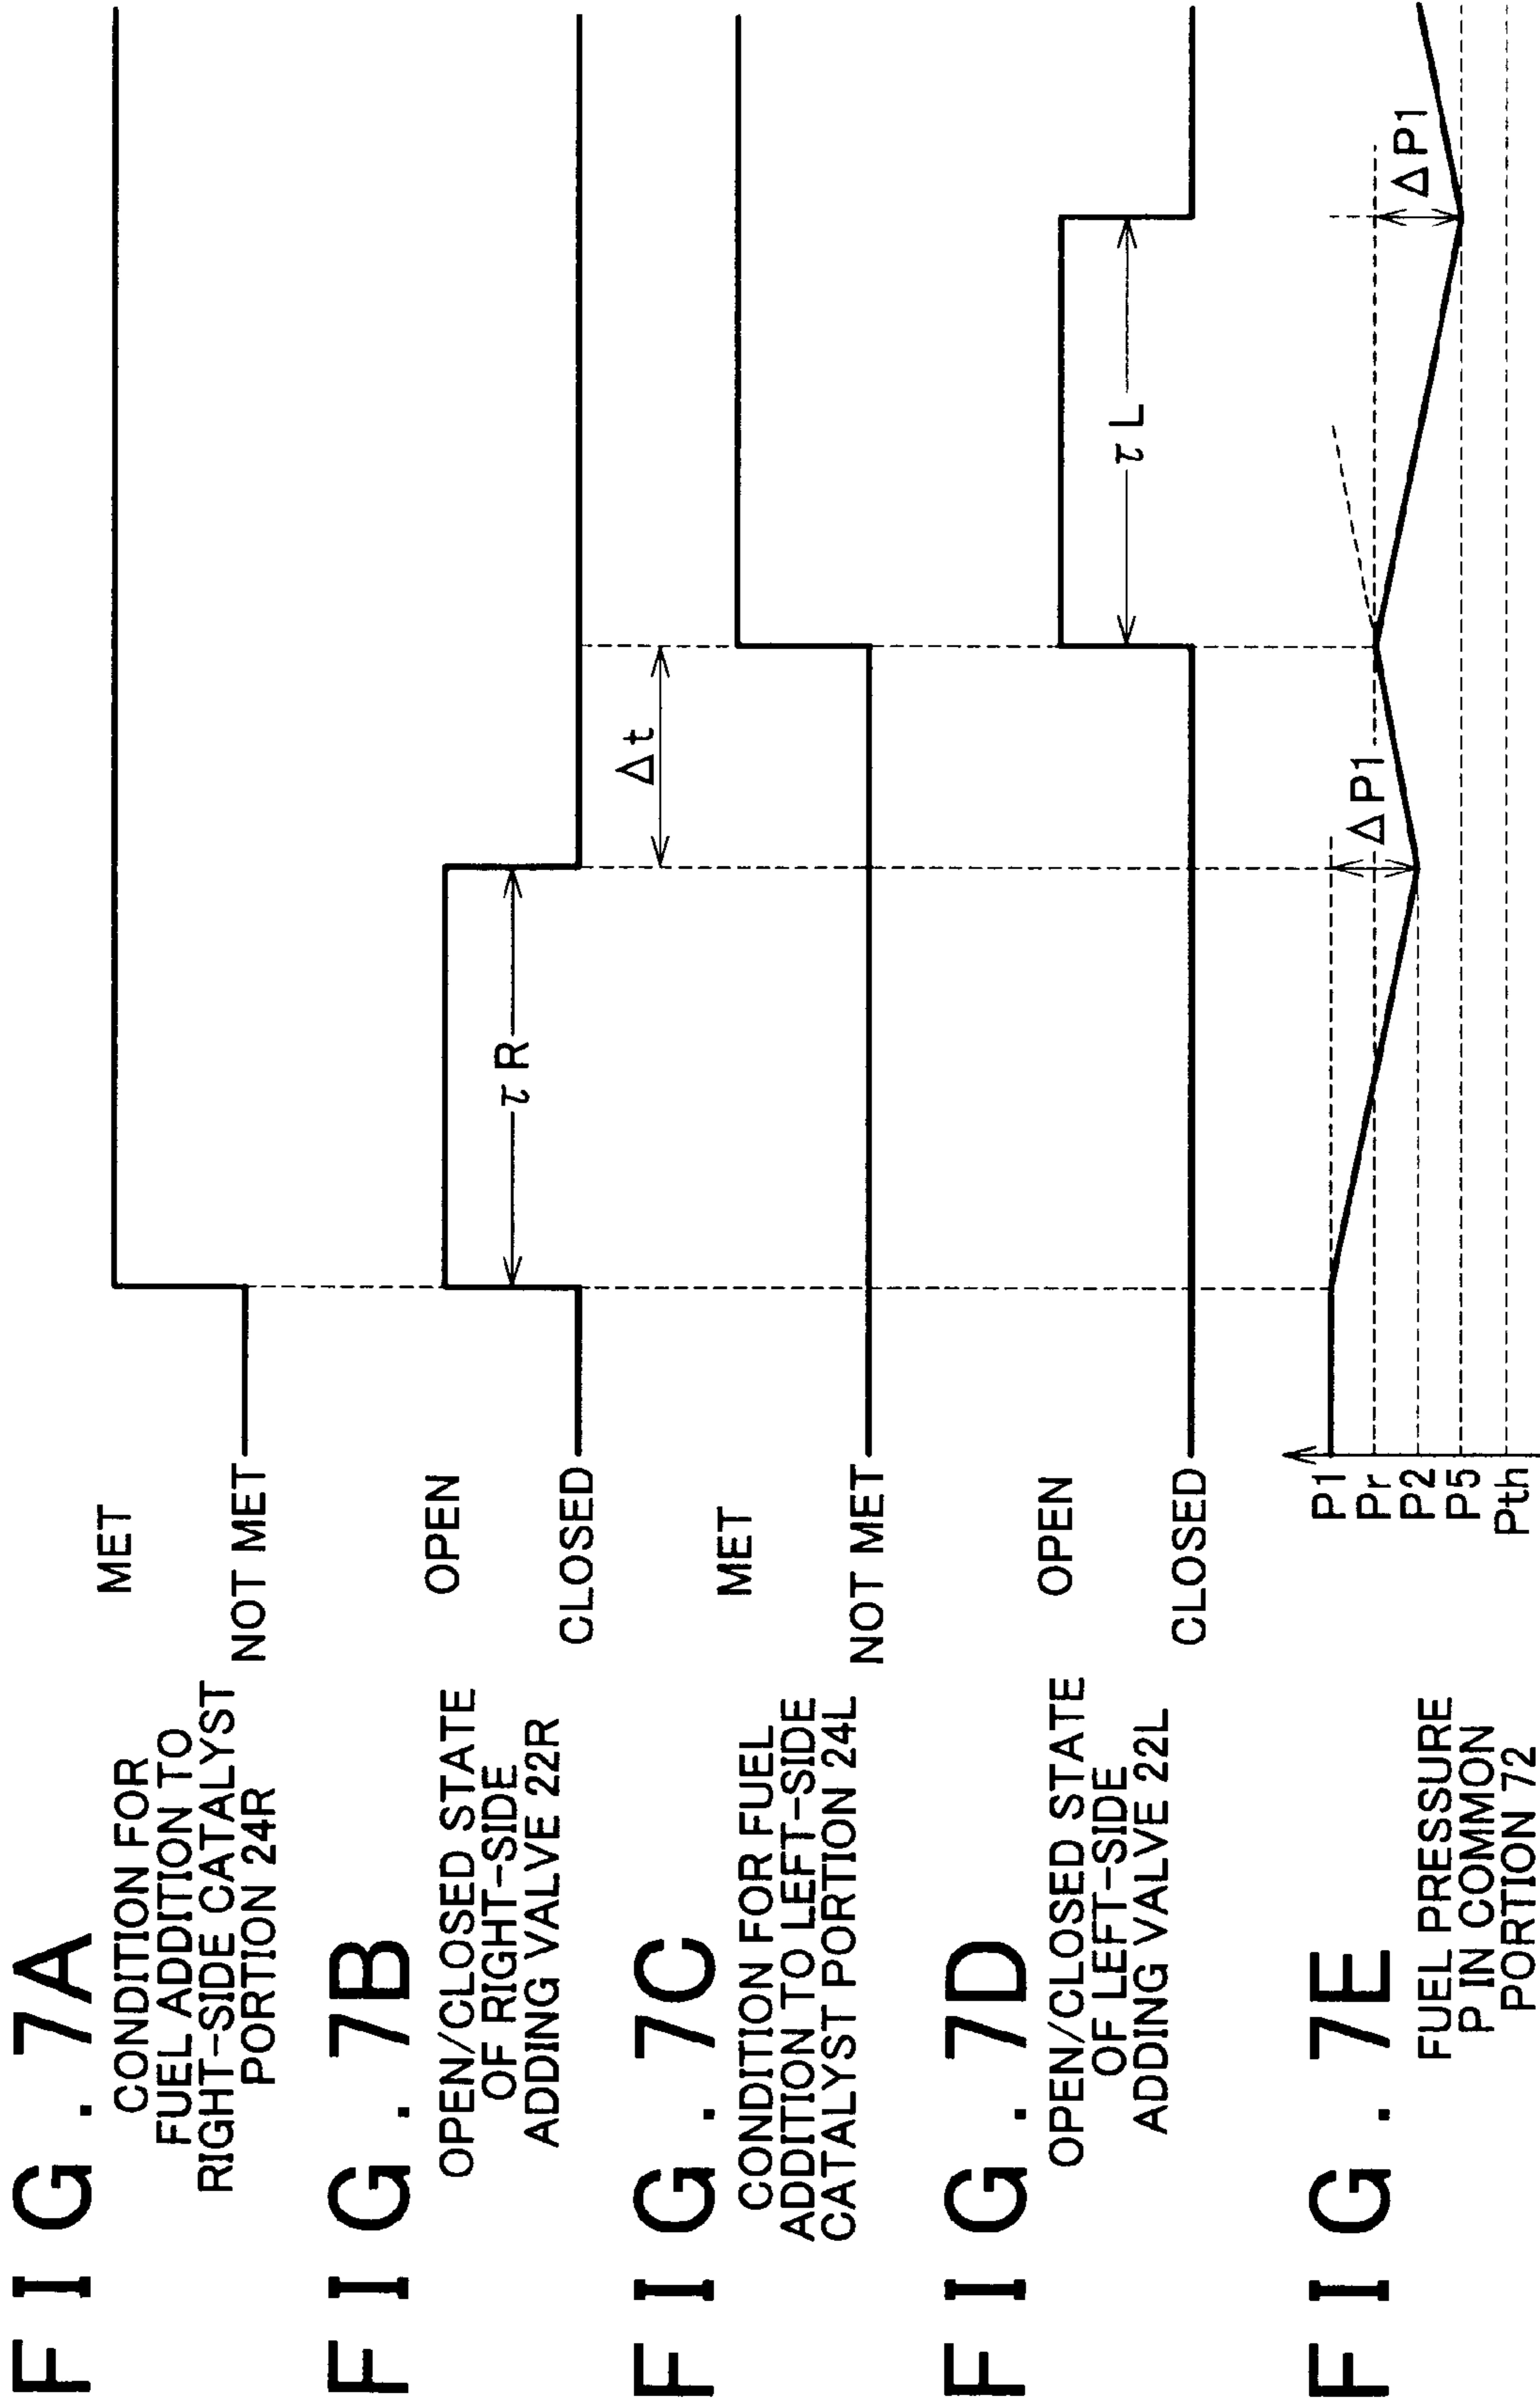 FIG. 7A
CONDITION FOR
FUEL ADDITION TO
RIGHT-SIDE CATALYST
PORTION 24R
MET
NOT MET
FIG. 7B
OPEN/CLOSED STATE
OF RIGHT-SIDE
ADDING VALVE 22R
OPEN
CLOSED
τR
Δt
FIG. 7C
CONDITION FOR FUEL
ADDITION TO LEFT-SIDE
CATALYST PORTION 24L
MET
NOT MET
FIG. 7D
OPEN/CLOSED STATE
OF LEFT-SIDE
ADDING VALVE 22L
OPEN
CLOSED
τL
FIG. 7E
FUEL PRESSURE
P IN COMMON
PORTION 72
P1
Pr
P2
P5
Pth
ΔP1
ΔP1